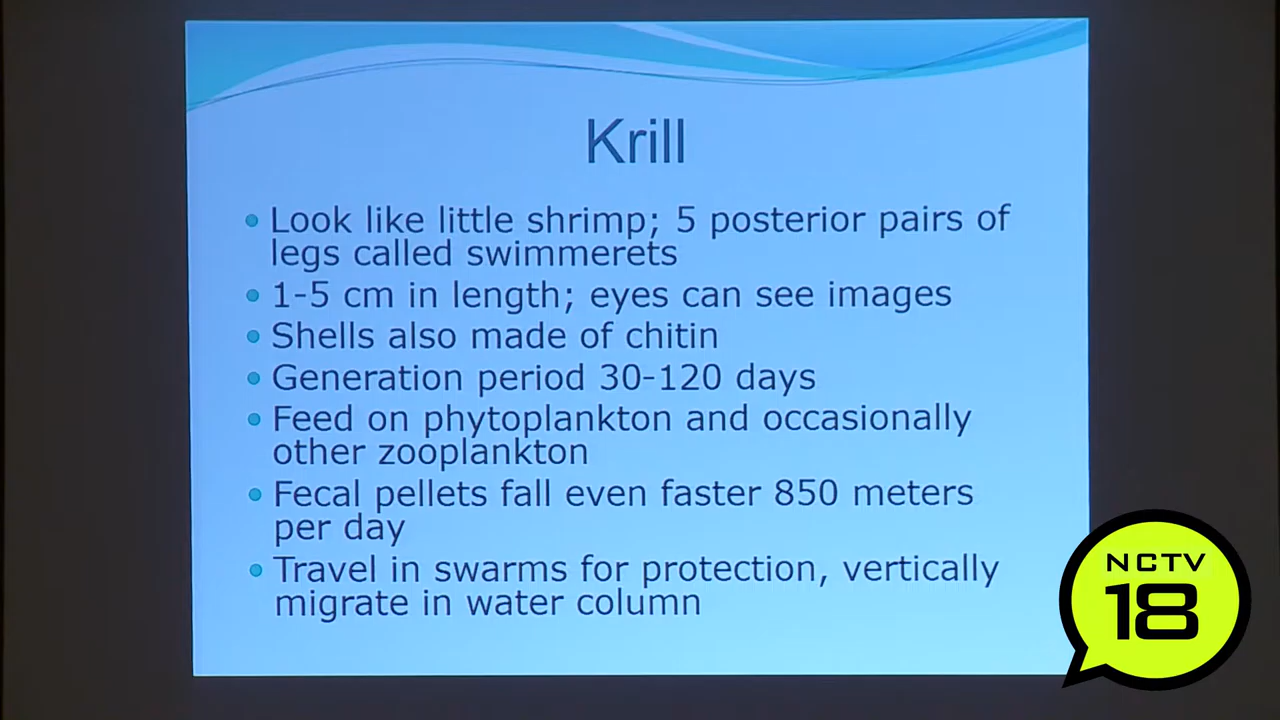 Krill
Look like little shrimp; 5 posterior pairs of
legs called swimmerets
1-5 cm in length; eyes can see images
Shells also made of chitin
Generation period 30-120 days
Feed on phytoplankton and occasionally
other zooplankton
Fecal pellets fall even faster 850 meters
per day
Travel in swarms for protection, vertically
migrate in water column
NCTV
18